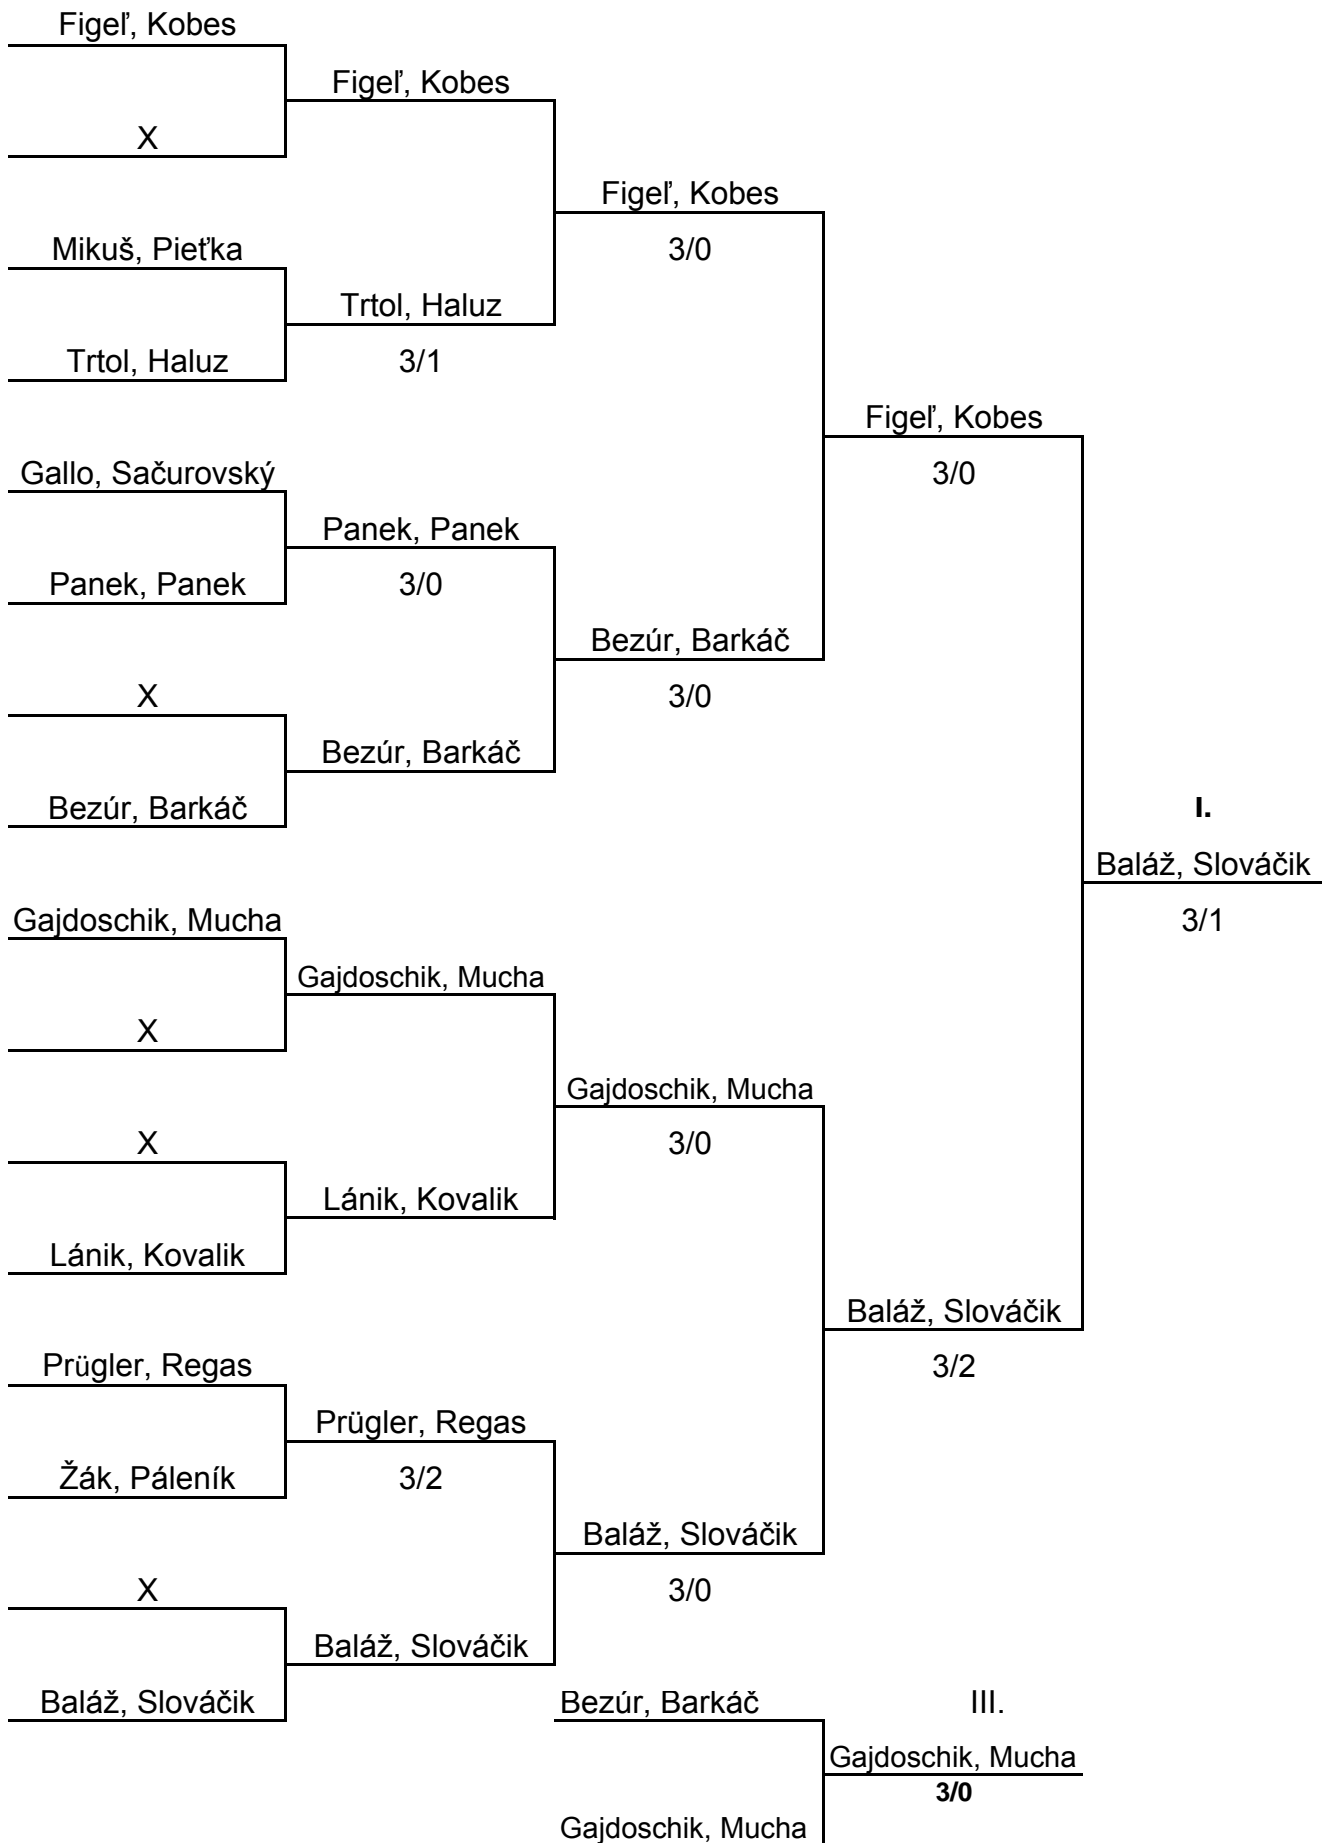 Figeľ, Kobes
Figeľ, Kobes
X
Figeľ, Kobes
Mikuš, Pieťka
3/0
Trtol, Haluz
Trtol, Haluz
3/1
Figeľ, Kobes
Gallo, Sačurovský
3/0
Panek, Panek
Panek, Panek
3/0
Bezúr, Barkáč
X
3/0
Bezúr, Barkáč
Bezúr, Barkáč
I.
Baláž, Slováčik
Gajdoschik, Mucha
3/1
Gajdoschik, Mucha
X
Gajdoschik, Mucha
X
3/0
Lánik, Kovalik
Lánik, Kovalik
Baláž, Slováčik
Prügler, Regas
3/2
Prügler, Regas
Žák, Páleník
3/2
Baláž, Slováčik
X
3/0
Baláž, Slováčik
Baláž, Slováčik
Bezúr, Barkáč
III.
Gajdoschik, Mucha
3/0
Gajdoschik, Mucha